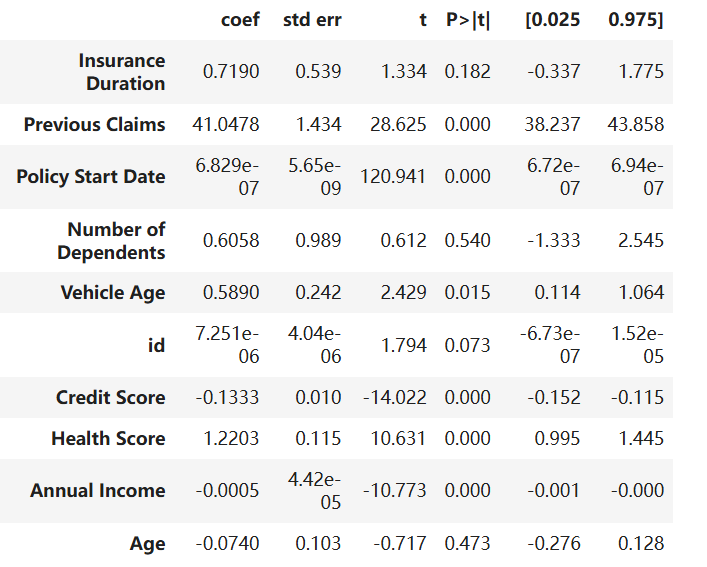 coef std err t P>|t| [0.025 0.975]
Insurance
Duration 0.7190 0.539 1.334 0.182 -0.337 1.775
Previous Claims 41.0478 1.434 28.625 0.000 38.237 43.858
Policy Start Date 6.829e-
07 5.65e-
09 120.941 0.000 6.72e-
07 6.94e-
07
Number of
Dependents 0.6058 0.989 0.612 0.540 -1.333 2.545
Vehicle Age 0.5890 0.242 2.429 0.015 0.114 1.064
id 7.251e-
06 4.04e-
06 1.794 0.073 -6.73e-
07 1.52e-
05
Credit Score -0.1333 0.010 -14.022 0.000 -0.152 -0.115
Health Score 1.2203 0.115 10.631 0.000 0.995 1.445
Annual Income -0.0005 4.42e-
05 -10.773 0.000 -0.001 -0.000
Age -0.0740 0.103 -0.717 0.473 -0.276 0.128